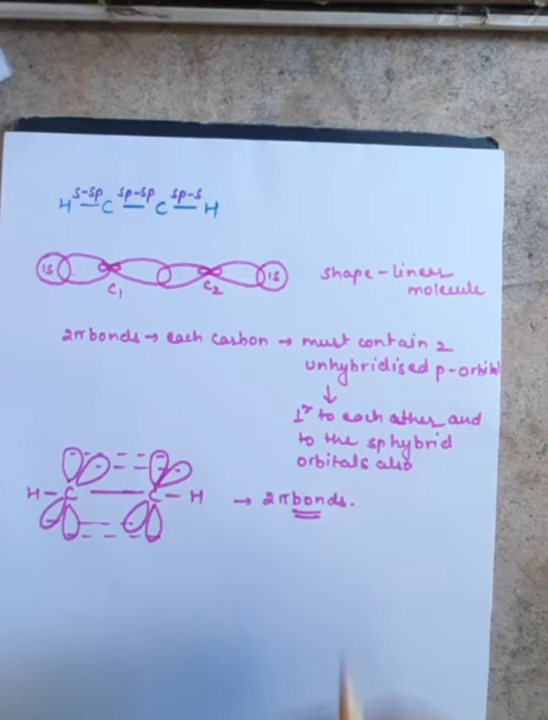 s-sp sp-sp sp-s
H — C — C — H
1s 1s
C1 C2
shape - linear
molecule
2π bonds → each carbon → must contain 2
unhybridised p-orbital
↓
1r to each other and
to the sp hybrid
orbitals also
H - C — C - H → 2π bonds.